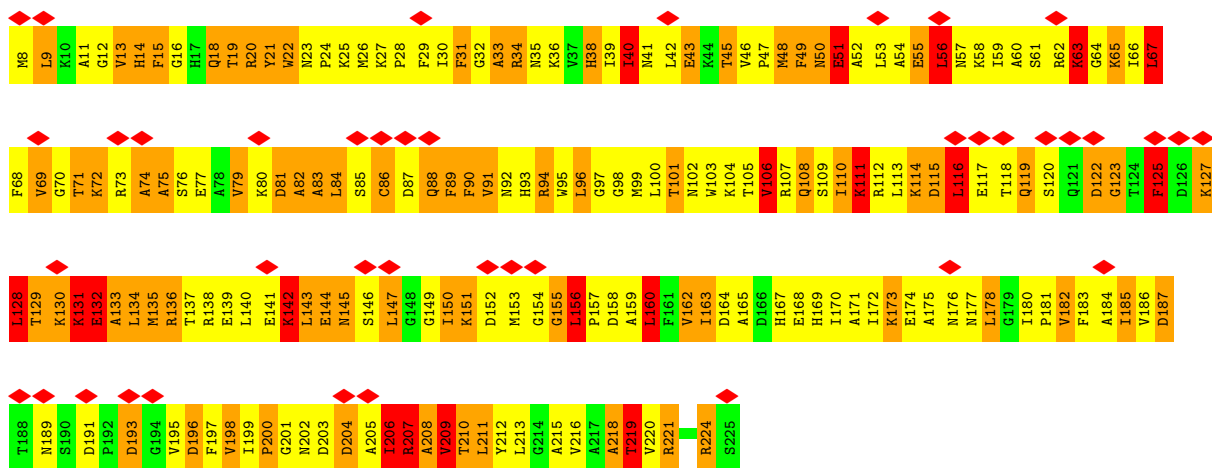 M8 L9 K10 A11 G12 V13 H14 F15 G16 H17 Q18 T19 R20 Y21 W22 N23 P24 K25 M26 K27 P28 F29 I30 F31 G32 A33 R34 N35 K36 V37 H38 I39 I40 N41 L42 E43 K44 T45 V46 P47 M48 F49 N50 E51 A52 L53 A54 E55 L56 N57 K58 I59 A60 S61 R62 K63 G64 K65 I66 L67
F68 V69 G70 T71 K72 R73 A74 A75 S76 E77 A78 V79 K80 D81 A82 A83 L84 S85 C86 D87 Q88 F89 F90 V91 N92 H93 R94 W95 L96 G97 G98 M99 L100 T101 N102 W103 K104 T105 V106 R107 Q108 S109 I110 K111 R112 L113 K114 D115 L116 E117 T118 Q119 S120 Q121 D122 G123 T124 F125 D126 K127
L128 T129 K130 K131 E132 A133 L134 M135 R136 T137 R138 E139 L140 E141 K142 L143 E144 N145 S146 L147 G148 G149 I150 K151 D152 M153 G154 G155 L156 P157 D158 A159 L160 F161 V162 I163 D164 A165 D166 H167 E168 H169 I170 A171 I172 K173 E174 A175 N176 N177 L178 G179 I180 P181 V182 F183 A184 I185 V186 D187
T188 N189 S190 D191 P192 D193 G194 V195 D196 F197 V198 I199 P200 G201 N202 D203 D204 A205 I206 R207 A208 V209 T210 L211 Y212 L213 G214 A215 V216 A217 A218 T219 V220 R221 R224 S225